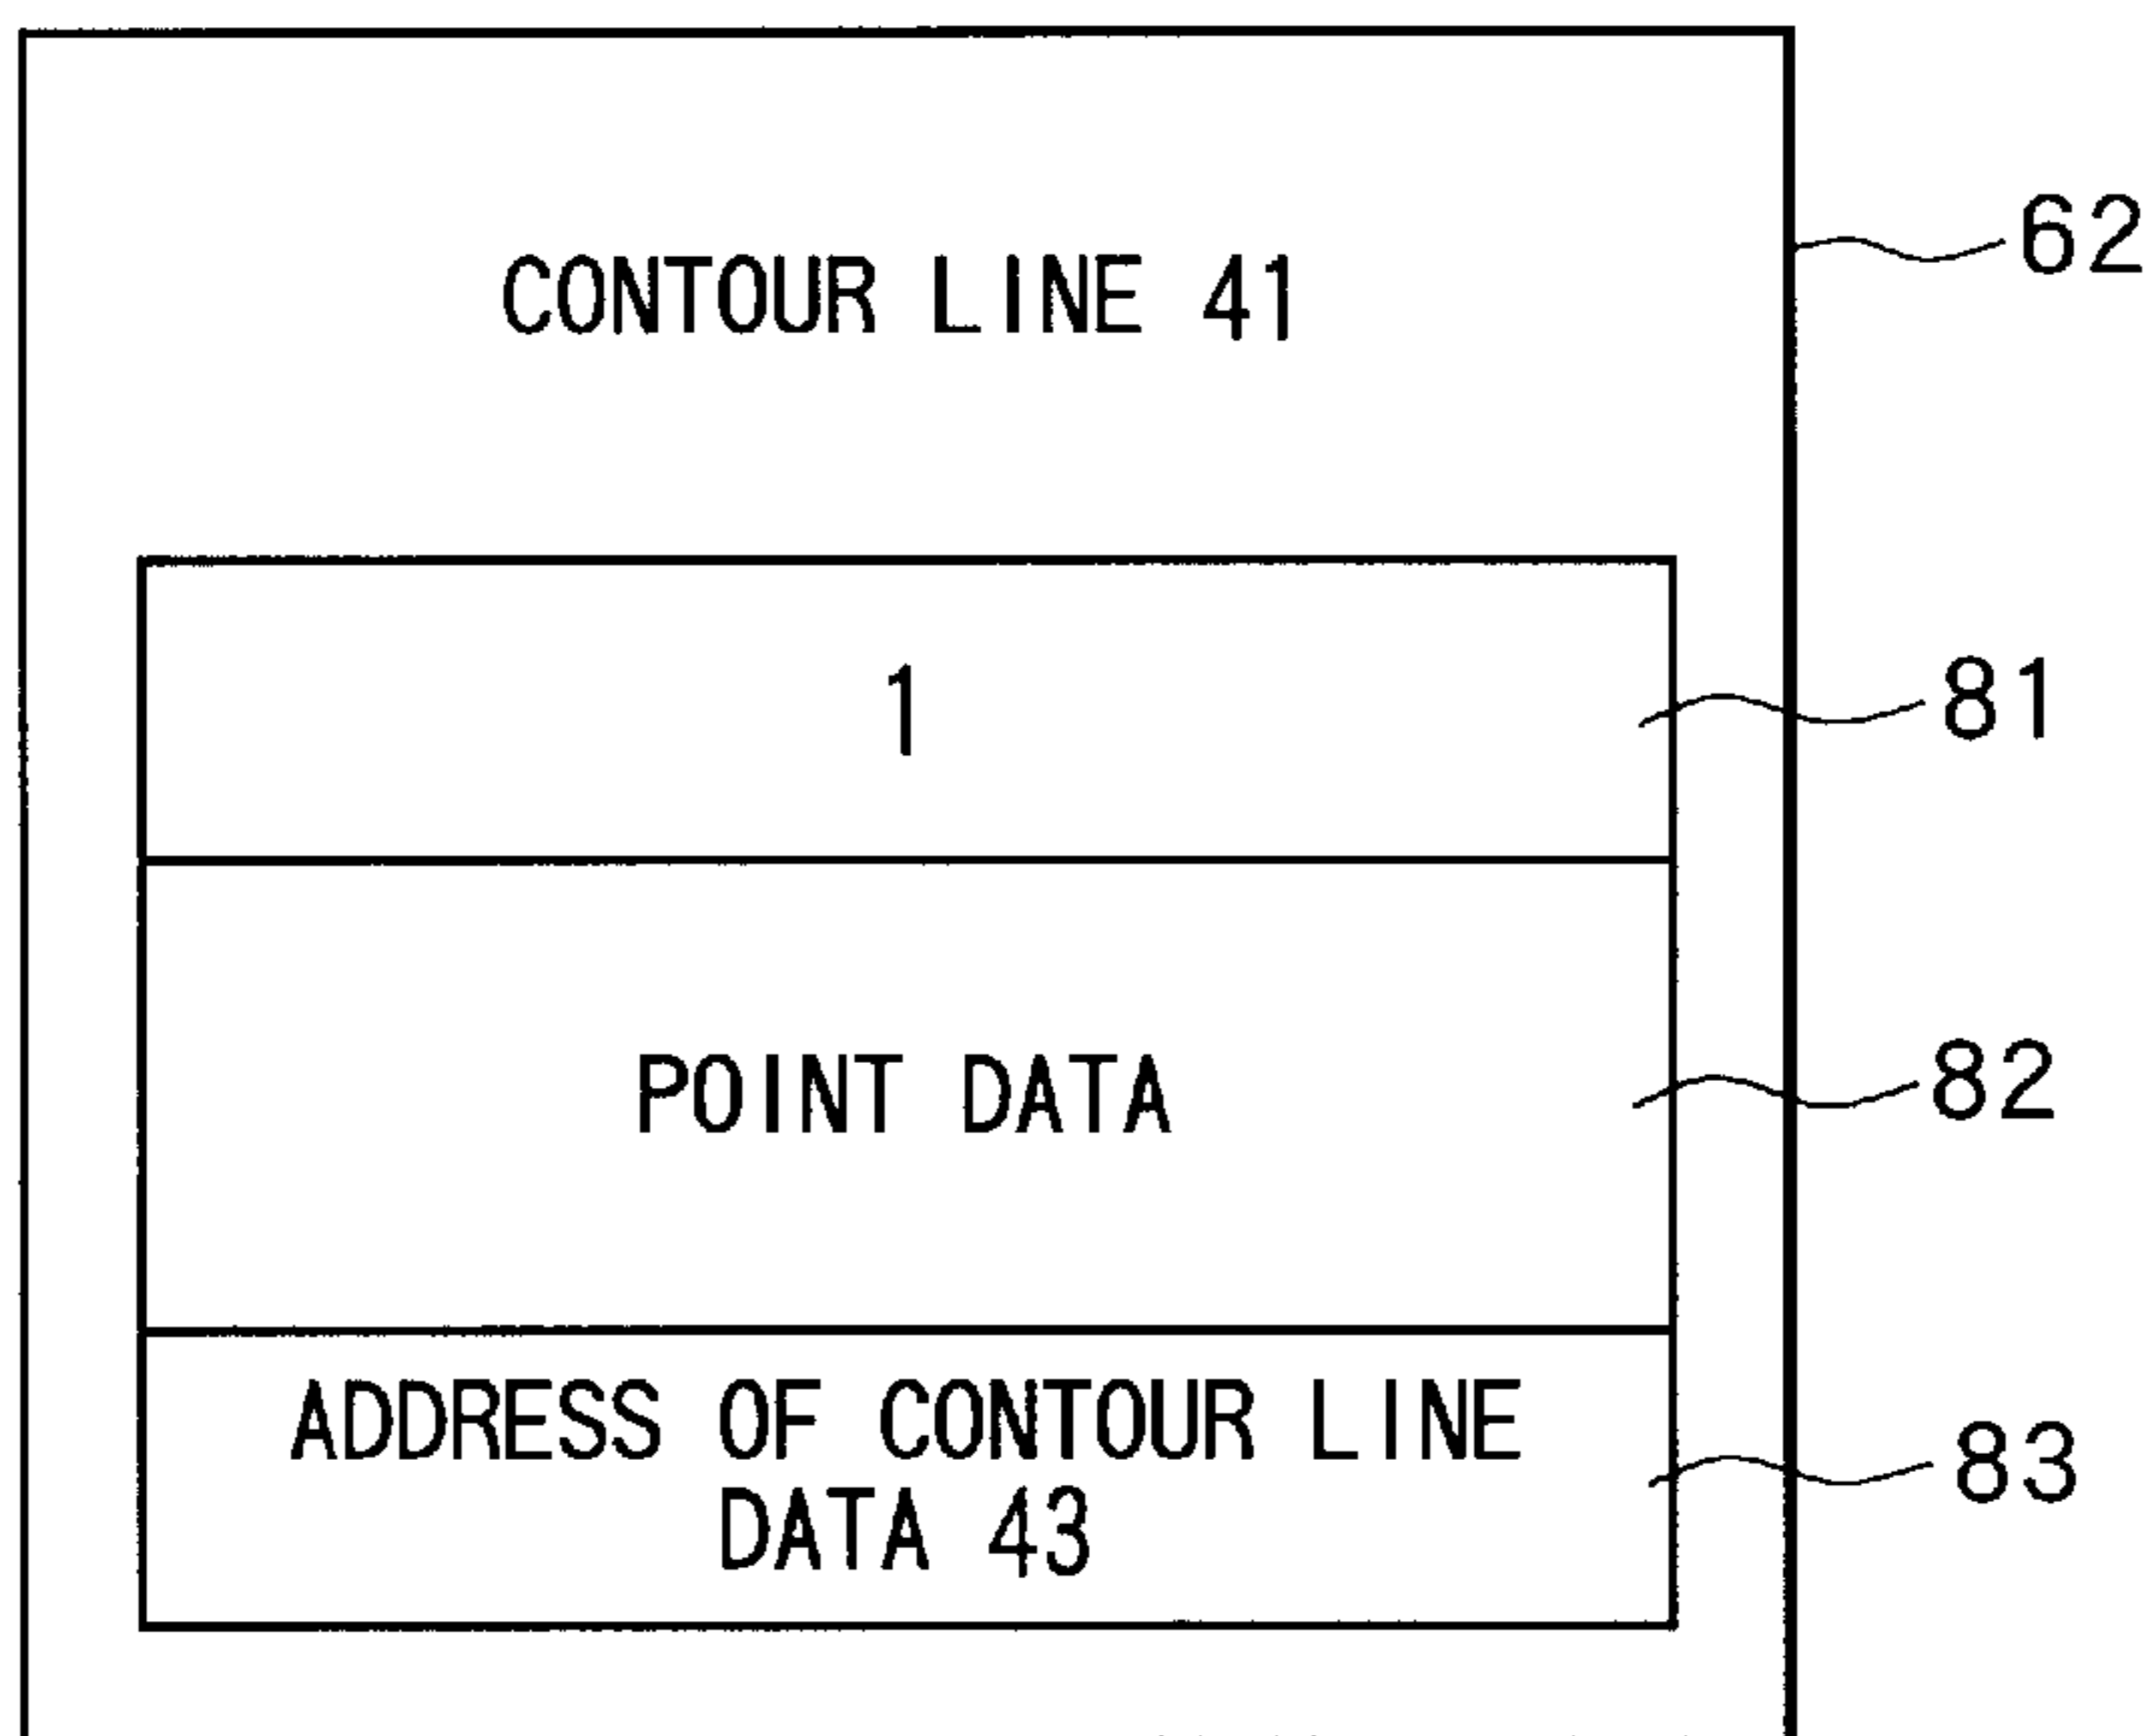 CONTOUR LINE 41
62
1
81
POINT DATA
82
ADDRESS OF CONTOUR LINE
DATA 43
83